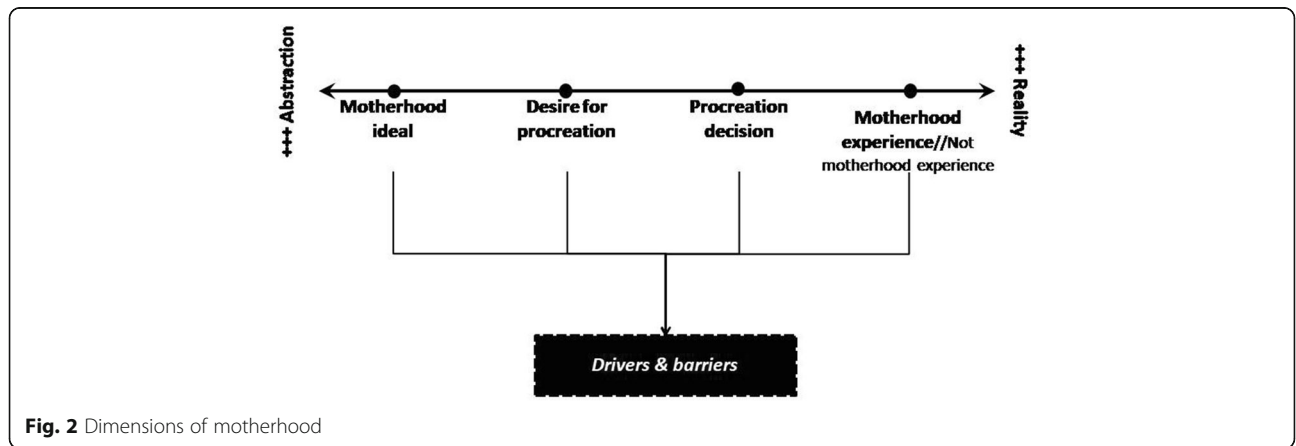 +++ Abstraction
Motherhood
ideal
Desire for
procreation
Procreation
decision
Motherhood
experience//Not
motherhood experience
+++ Reality
Drivers & barriers
Fig. 2 Dimensions of motherhood